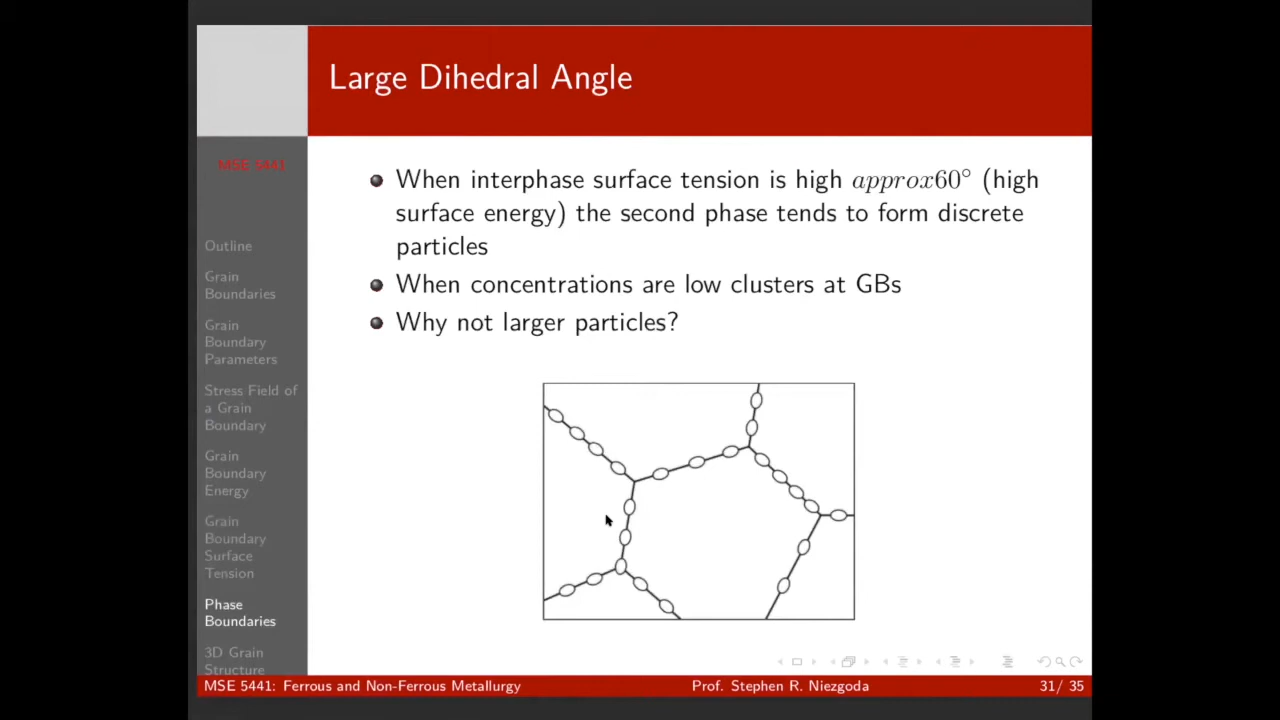 Large Dihedral Angle
MSE 5441
Outline
Grain
Boundaries
Grain
Boundary
Parameters
Stress Field of
a Grain
Boundary
Grain
Boundary
Energy
Grain
Boundary
Surface
Tension
Phase
Boundaries
3D Grain
Structure
When interphase surface tension is high approx60° (high
surface energy) the second phase tends to form discrete
particles
When concentrations are low clusters at GBs
Why not larger particles?
MSE 5441: Ferrous and Non-Ferrous Metallurgy
Prof. Stephen R. Niezgoda
31/ 35